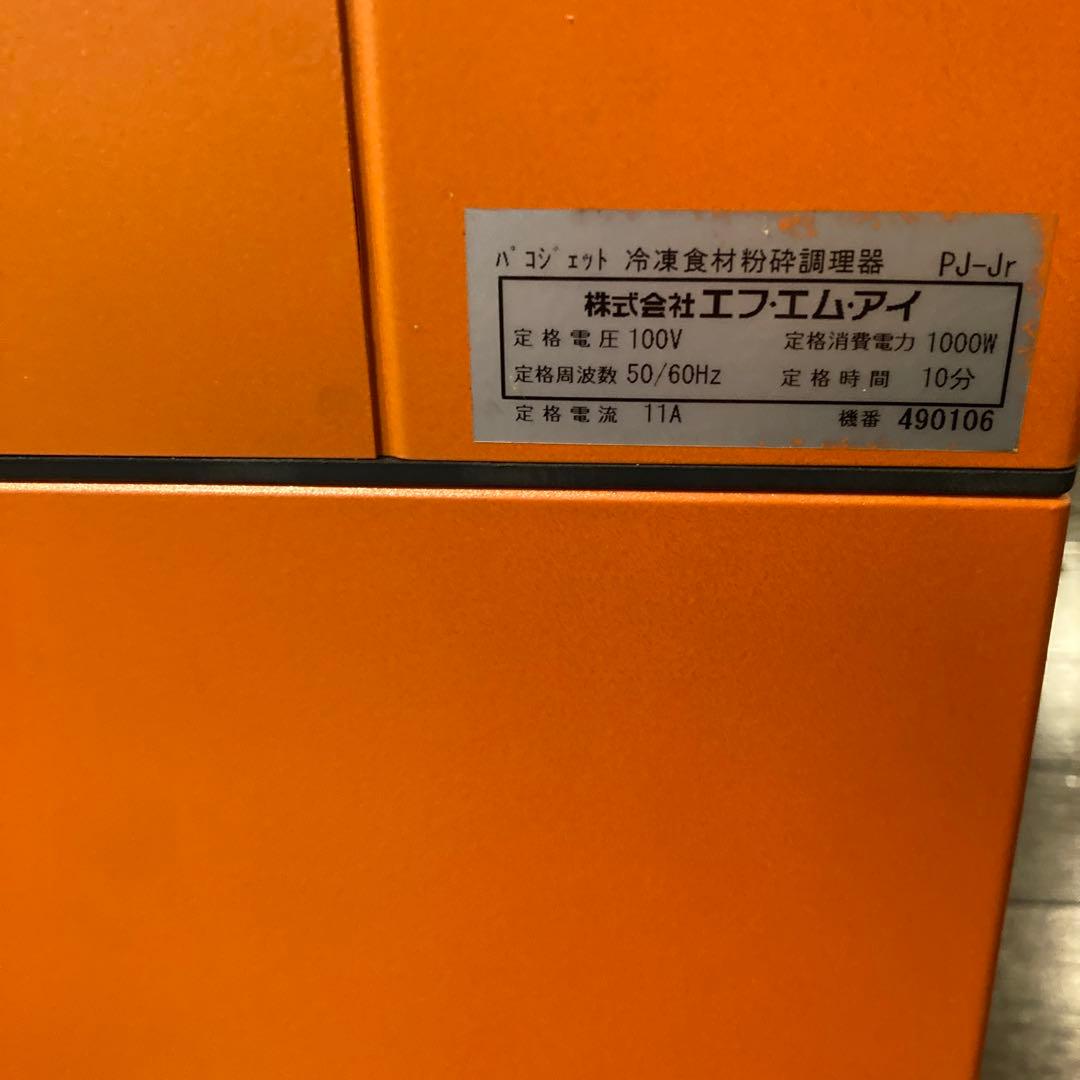 ﾊﾟｺｼﾞｪｯﾄ 冷凍食材粉砕調理器 PJ-Jr
株式会社エフ・エム・アイ
定格電圧 100V 定格消費電力 1000W
定格周波数 50/60Hz 定格時間 10分
定格電流 11A 機番 490106